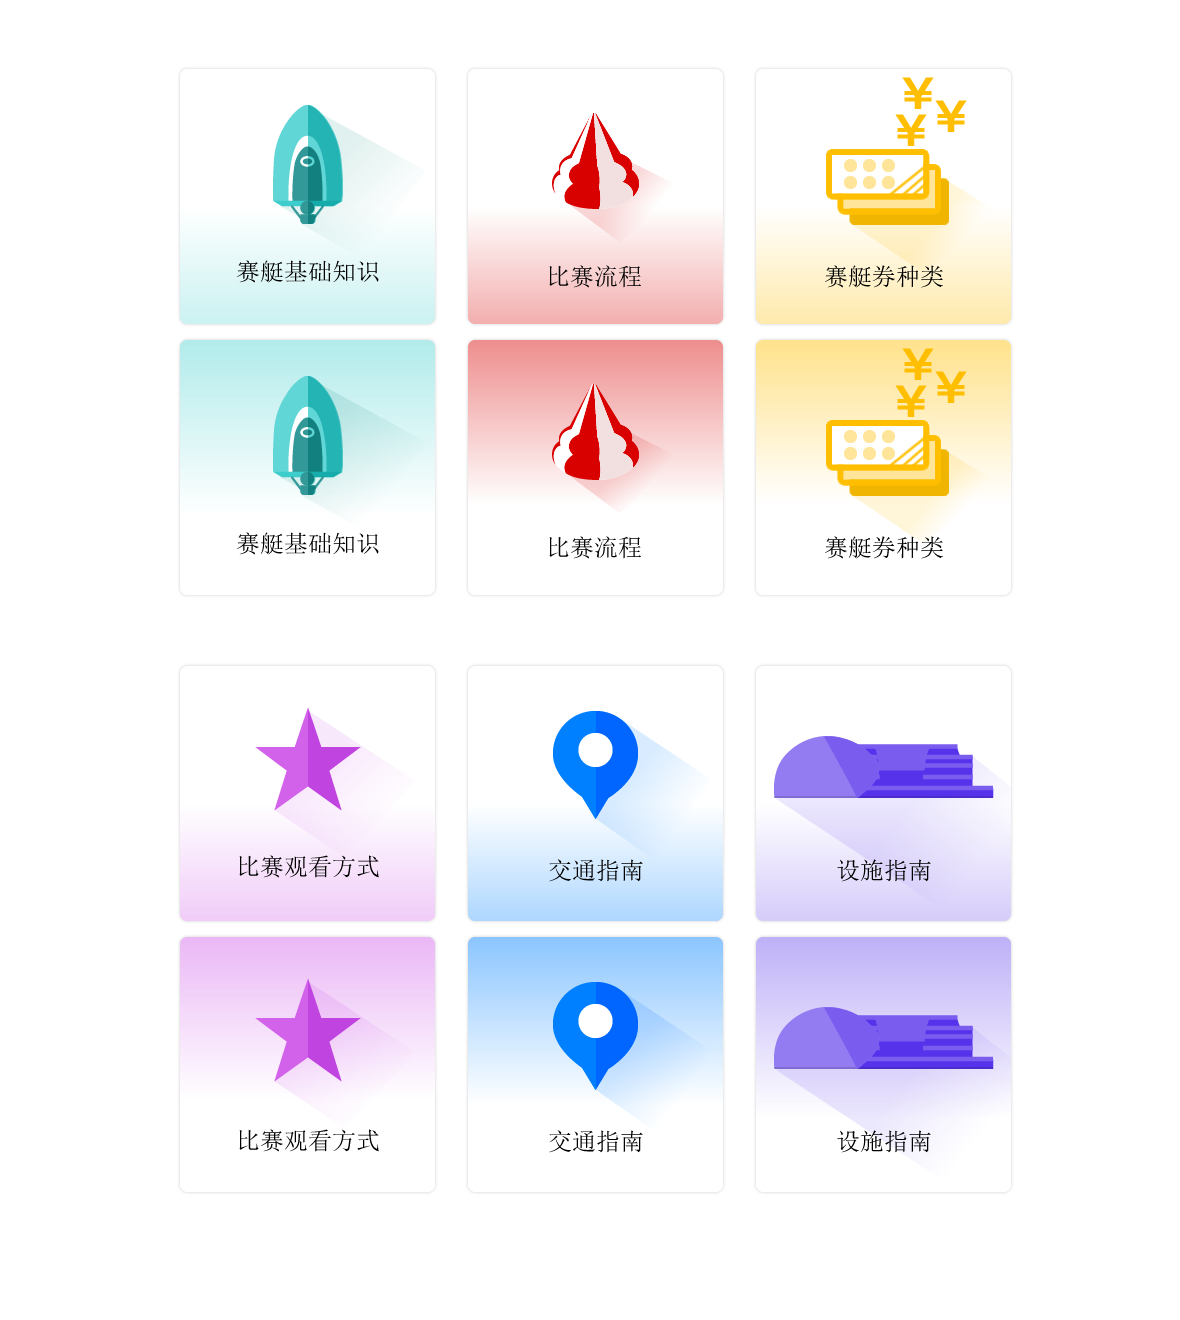 ¥
¥
¥
赛艇基础知识
比赛流程
赛艇券种类
¥
¥
¥
赛艇基础知识
比赛流程
赛艇券种类
比赛观看方式
交通指南
设施指南
比赛观看方式
交通指南
设施指南